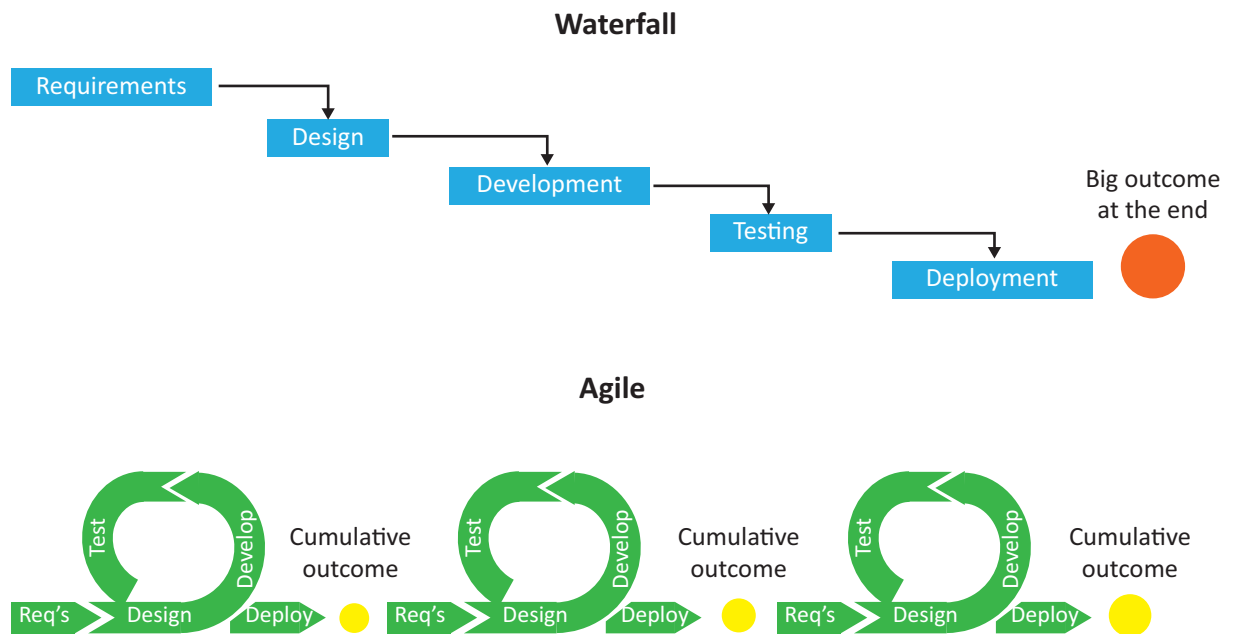 Waterfall
Requirements
Design
Development
Testing
Deployment
Big outcome
at the end
Agile
Req's
Design
Develop
Test
Deploy
Cumulative
outcome
Req's
Design
Develop
Test
Deploy
Cumulative
outcome
Req's
Design
Develop
Test
Deploy
Cumulative
outcome